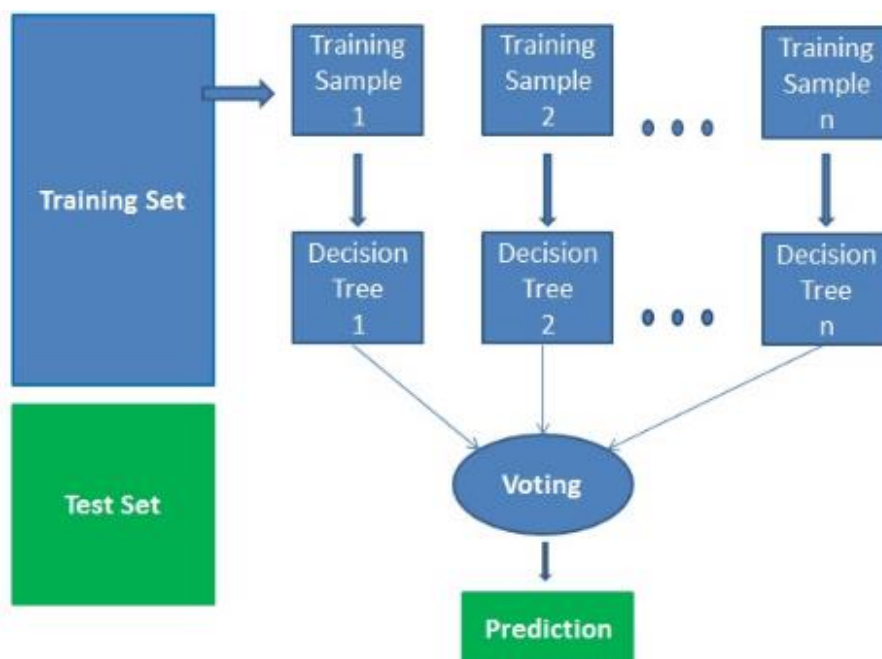 Training Set
Training
Sample
1
Training
Sample
2
Training
Sample
n
Decision
Tree
1
Decision
Tree
2
Decision
Tree
n
Test Set
Voting
Prediction